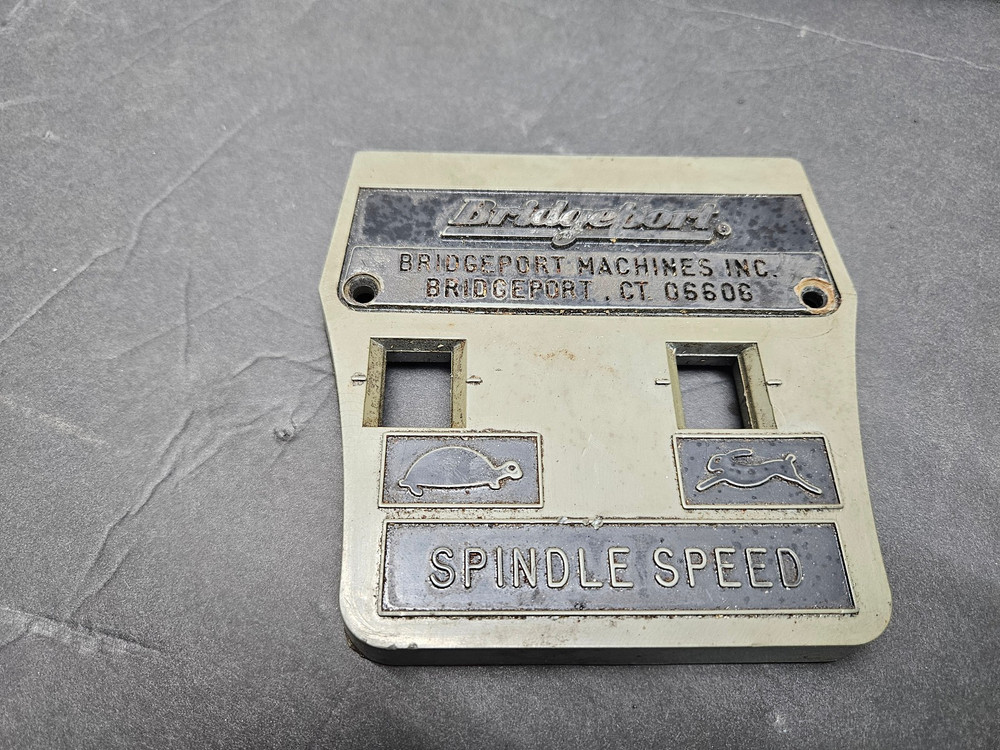 Bridgeport®
BRIDGEPORT MACHINES INC.
BRIDGEPORT, CT. 06606
SPINDLE SPEED